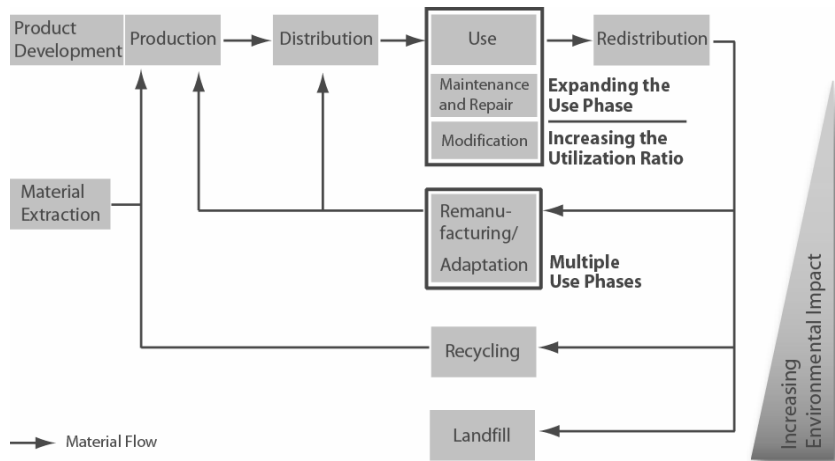 Product
Development
Production
Distribution
Use
Redistribution
Maintenance
and Repair
Expanding the
Use Phase
Modification
Increasing the
Utilization Ratio
Material
Extraction
Remanu-
facturing/
Adaptation
Multiple
Use Phases
Recycling
Landfill
Material Flow
Increasing
Environmental Impact